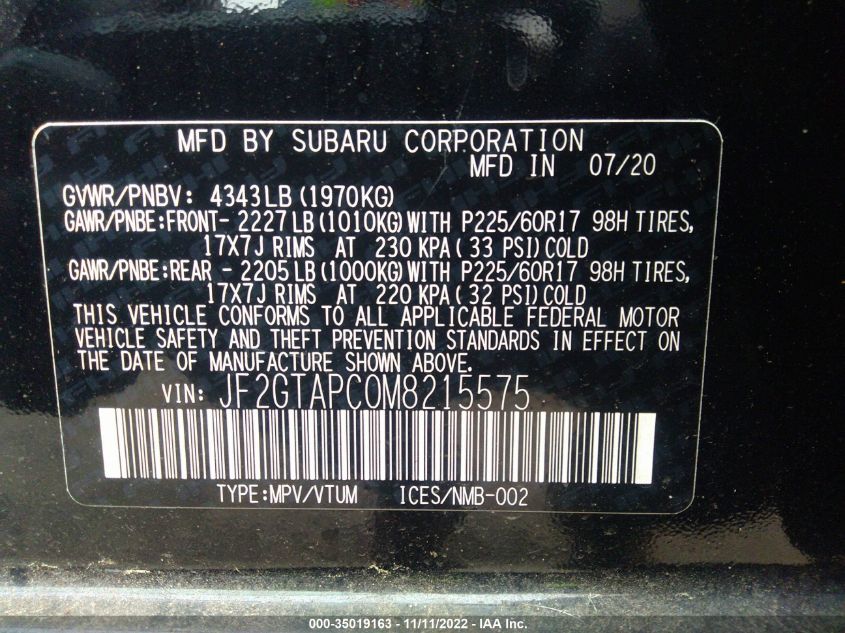 MFD BY SUBARU CORPORATION
MFD IN 07/20
GVWR/PNBV: 4343LB (1970KG)
GAWR/PNBE:FRONT- 2227LB(1010KG)WITH P225/60R17 98H TIRES,
17X7J RIMS AT 230 KPA( 33 PSI)COLD
GAWR/PNBE:REAR - 2205LB(1000KG)WITH P225/60R17 98H TIRES,
17X7J RIMS AT 220 KPA( 32 PSI)COLD
THIS VEHICLE CONFORMS TO ALL APPLICABLE FEDERAL MOTOR
VEHICLE SAFETY AND THEFT PREVENTION STANDARDS IN EFFECT ON
THE DATE OF MANUFACTURE SHOWN ABOVE.
VIN: JF2GTAPC0M8215575
TYPE:MPV/VTUM ICES/NMB-002
000-35019163 - 11/11/2022 - IAA Inc.